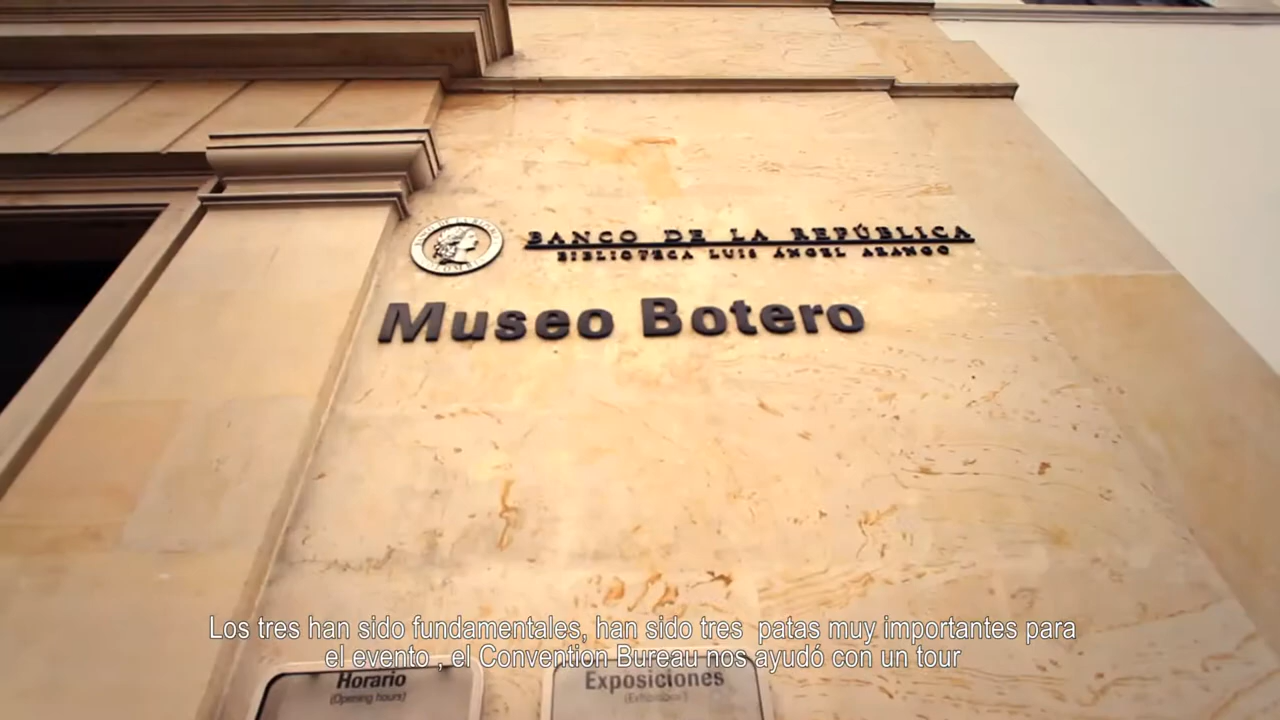 BANCO DE LA REPÚBLICA
BIBLIOTECA LUIS ÁNGEL ARANGO
Museo Botero
Los tres han sido fundamentales, han sido tres patas muy importantes para
el evento , el Convention Bureau nos ayudó con un tour
Horario
(Opening hours)
Exposiciones